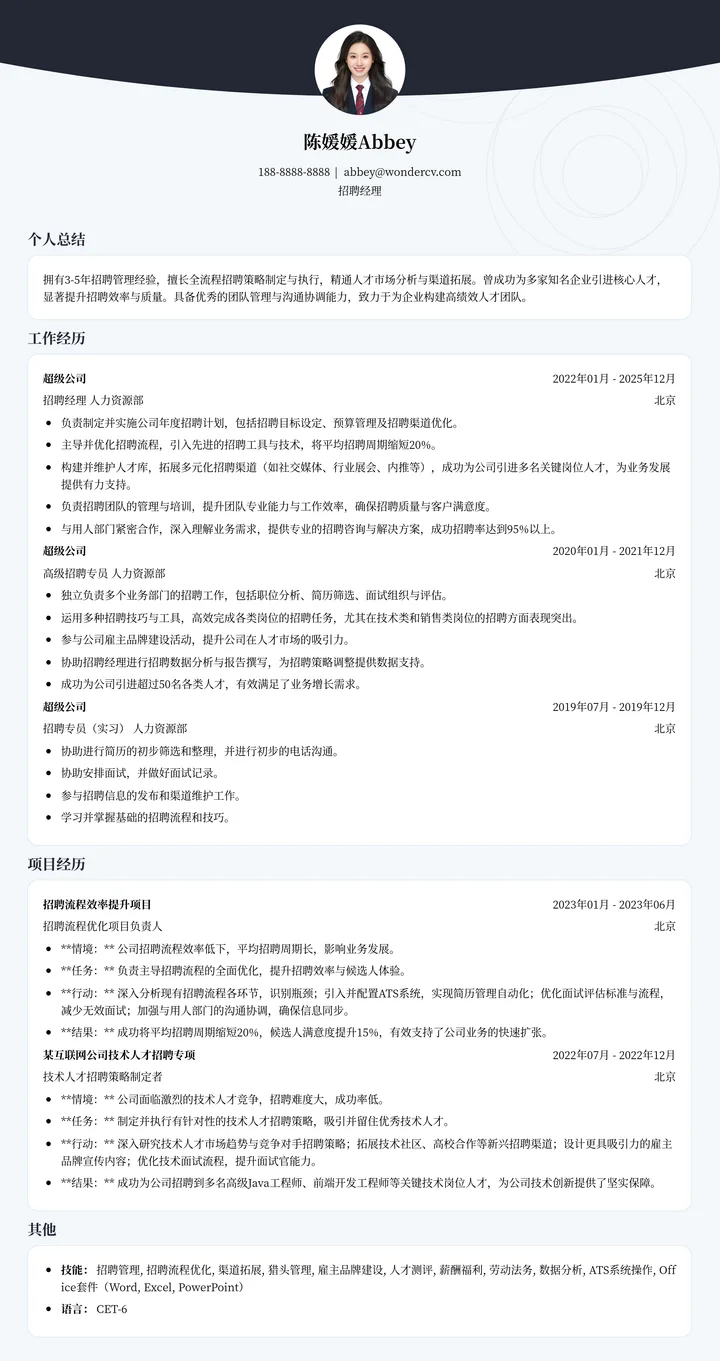 陈媛媛Abbey
188-8888-8888 | abbey@wondercv.com
招聘经理
个人总结
拥有3-5年招聘管理经验，擅长全流程招聘策略制定与执行，精通人才市场分析与渠道拓展。曾成功为多家知名企业引进核心人才，
显著提升招聘效率与质量。具备优秀的团队管理与沟通协调能力，致力于为企业构建高绩效人才团队。
工作经历
超级公司 2022年01月 - 2025年12月
招聘经理 人力资源部 北京
• 负责制定并实施公司年度招聘计划，包括招聘目标设定、预算管理及招聘渠道优化。
• 主导并优化招聘流程，引入先进的招聘工具与技术，将平均招聘周期缩短20%。
• 构建并维护人才库，拓展多元化招聘渠道（如社交媒体、行业展会、内推等），成功为公司引进多名关键岗位人才，为业务发展
提供有力支持。
• 负责招聘团队的管理与培训，提升团队专业能力与工作效率，确保招聘质量与客户满意度。
• 与用人部门紧密合作，深入理解业务需求，提供专业的招聘咨询与解决方案，成功招聘率达到95%以上。
超级公司 2020年01月 - 2021年12月
高级招聘专员 人力资源部 北京
• 独立负责多个业务部门的招聘工作，包括职位分析、简历筛选、面试组织与评估。
• 运用多种招聘技巧与工具，高效完成各类岗位的招聘任务，尤其在技术类和销售类岗位的招聘方面表现突出。
• 参与公司雇主品牌建设活动，提升公司在人才市场的吸引力。
• 协助招聘经理进行招聘数据分析与报告撰写，为招聘策略调整提供数据支持。
• 成功为公司引进超过50名各类人才，有效满足了业务增长需求。
超级公司 2019年07月 - 2019年12月
招聘专员（实习） 人力资源部 北京
• 协助进行简历的初步筛选和整理，并进行初步的电话沟通。
• 协助安排面试，并做好面试记录。
• 参与招聘信息的发布和渠道维护工作。
• 学习并掌握基础的招聘流程和技巧。
项目经历
招聘流程效率提升项目 2023年01月 - 2023年06月
招聘流程优化项目负责人 北京
• **情境：** 公司招聘流程效率低下，平均招聘周期长，影响业务发展。
• **任务：** 负责主导招聘流程的全面优化，提升招聘效率与候选人体验。
• **行动：** 深入分析现有招聘流程各环节，识别瓶颈；引入并配置ATS系统，实现简历管理自动化；优化面试评估标准与流程，
减少无效面试；加强与用人部门的沟通协调，确保信息同步。
• **结果：** 成功将平均招聘周期缩短20%，候选人满意度提升15%，有效支持了公司业务的快速扩张。
某互联网公司技术人才招聘专项 2022年07月 - 2022年12月
技术人才招聘策略制定者 北京
• **情境：** 公司面临激烈的技术人才竞争，招聘难度大，成功率低。
• **任务：** 制定并执行有针对性的技术人才招聘策略，吸引并留住优秀技术人才。
• **行动：** 深入研究技术人才市场趋势与竞争对手招聘策略；拓展技术社区、高校合作等新兴招聘渠道；设计更具吸引力的雇主
品牌宣传内容；优化技术面试流程，提升面试官能力。
• **结果：** 成功为公司招聘到多名高级Java工程师、前端开发工程师等关键技术岗位人才，为公司技术创新提供了坚实保障。
其他
• 技能： 招聘管理, 招聘流程优化, 渠道拓展, 猎头管理, 雇主品牌建设, 人才测评, 薪酬福利, 劳动法务, 数据分析, ATS系统操作, Off
ice套件（Word, Excel, PowerPoint）
• 语言： CET-6